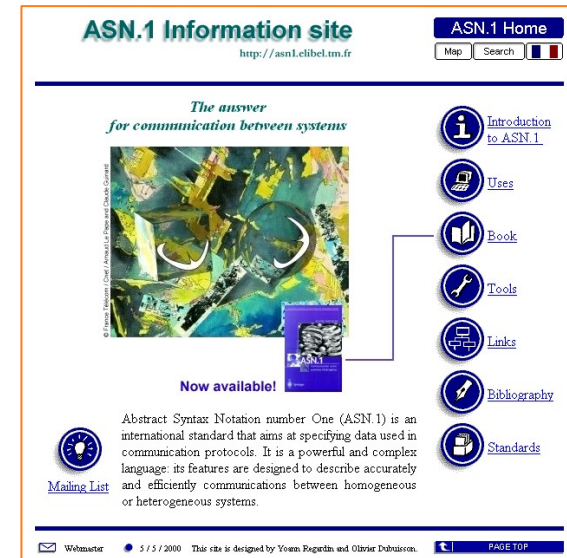 ASN.1 Information site
http://asn1.elibel.tm.fr
ASN.1 Home
Map
Search
The answer
for communication between systems
© France Télécom / Cnet / Arnaud Le Pape and Claude Guirard
Introduction
to ASN.1
Uses
Book
Tools
Links
Bibliography
Standards
ASN.1
Now available!
Abstract Syntax Notation number One (ASN.1) is an
international standard that aims at specifying data used in
communication protocols. It is a powerful and complex
language: its features are designed to describe accurately
and efficiently communications between homogeneous
or heterogeneous systems.
Mailing List
Webmaster
5 / 5 / 2000
This site is designed by Yoann Regardin and Olivier Dubuisson.
PAGE TOP